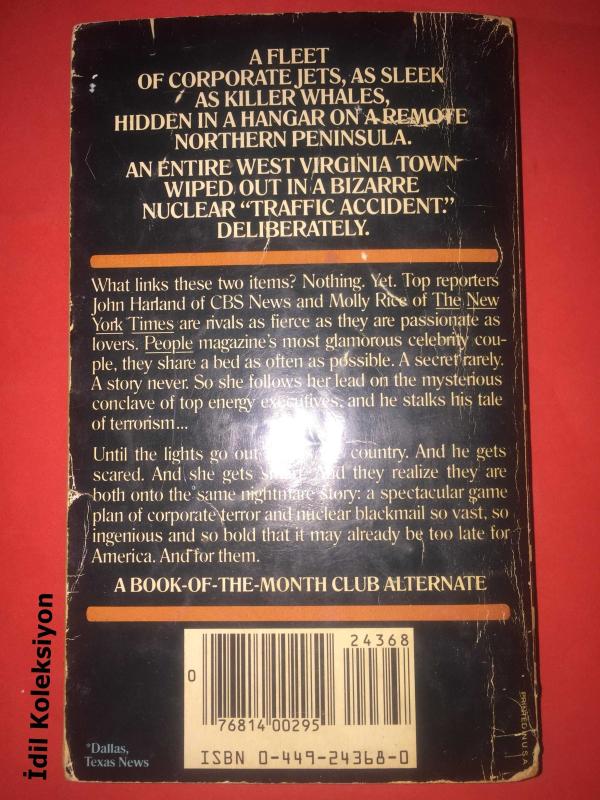 A FLEET
OF CORPORATE JETS, AS SLEEK
AS KILLER WHALES,
HIDDEN IN A HANGAR ON A REMOTE
NORTHERN PENINSULA.
AN ENTIRE WEST VIRGINIA TOWN
WIPED OUT IN A BIZARRE
NUCLEAR “TRAFFIC ACCIDENT.”
DELIBERATELY.
What links these two items? Nothing. Yet. Top reporters
John Harland of CBS News and Molly Rice of The New
York Times are rivals as fierce as they are passionate as
lovers. People magazine's most glamorous celebrity cou-
ple, they share a bed as often as possible. A secret rarely.
A story never. So she follows her lead on the mysterious
conclave of top energy executives, and he stalks his tale
of terrorism...
Until the lights go out country. And he gets
scared. And she gets And they realize they are
both onto the same nightmare story: a spectacular game
plan of corporate terror and nuclear blackmail so vast, so
ingenious and so bold that it may already be too late for
America. And for them.
A BOOK-OF-THE-MONTH CLUB ALTERNATE
24368
0
76814 00295
ISBN 0-449-24368-0
*Dallas,
Texas News
PRINTED IN U.S.A.
İdil Koleksiyon